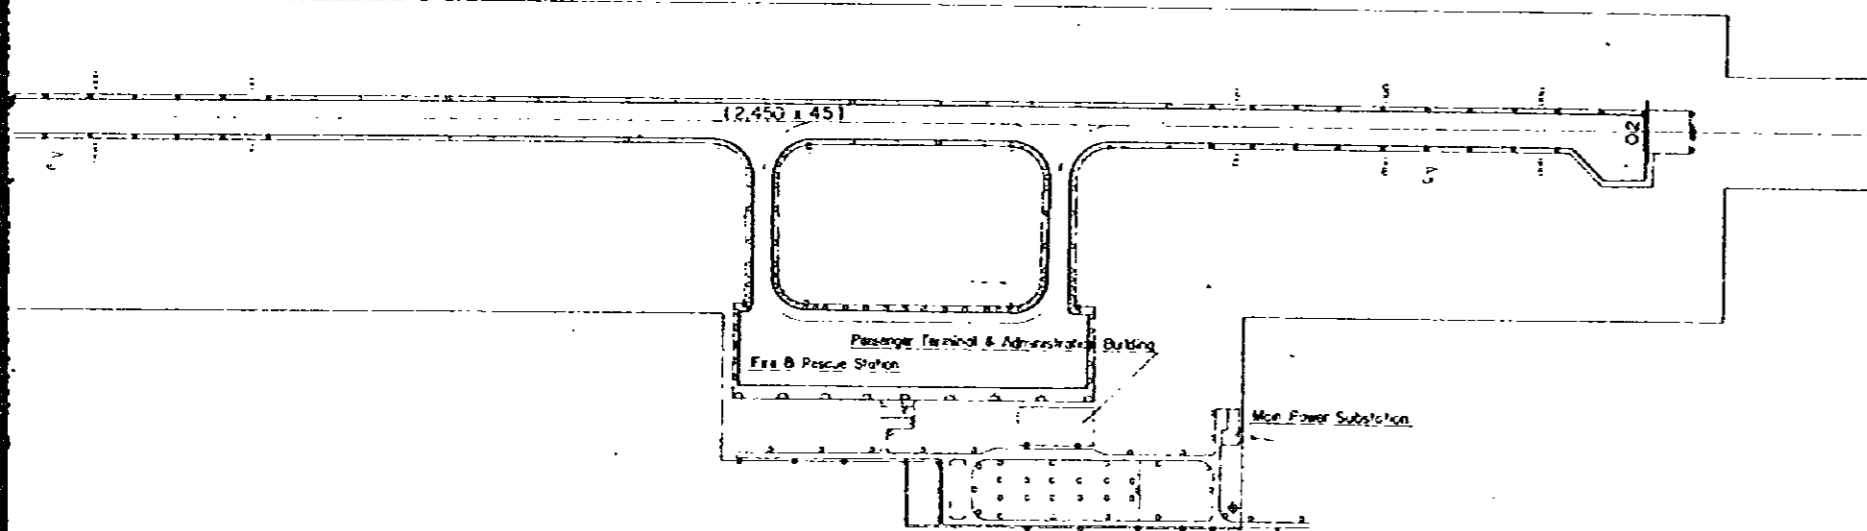 (2,450 x 45)
02
Passenger Terminal & Administration Building
Fire & Rescue Station
Main Power Substation